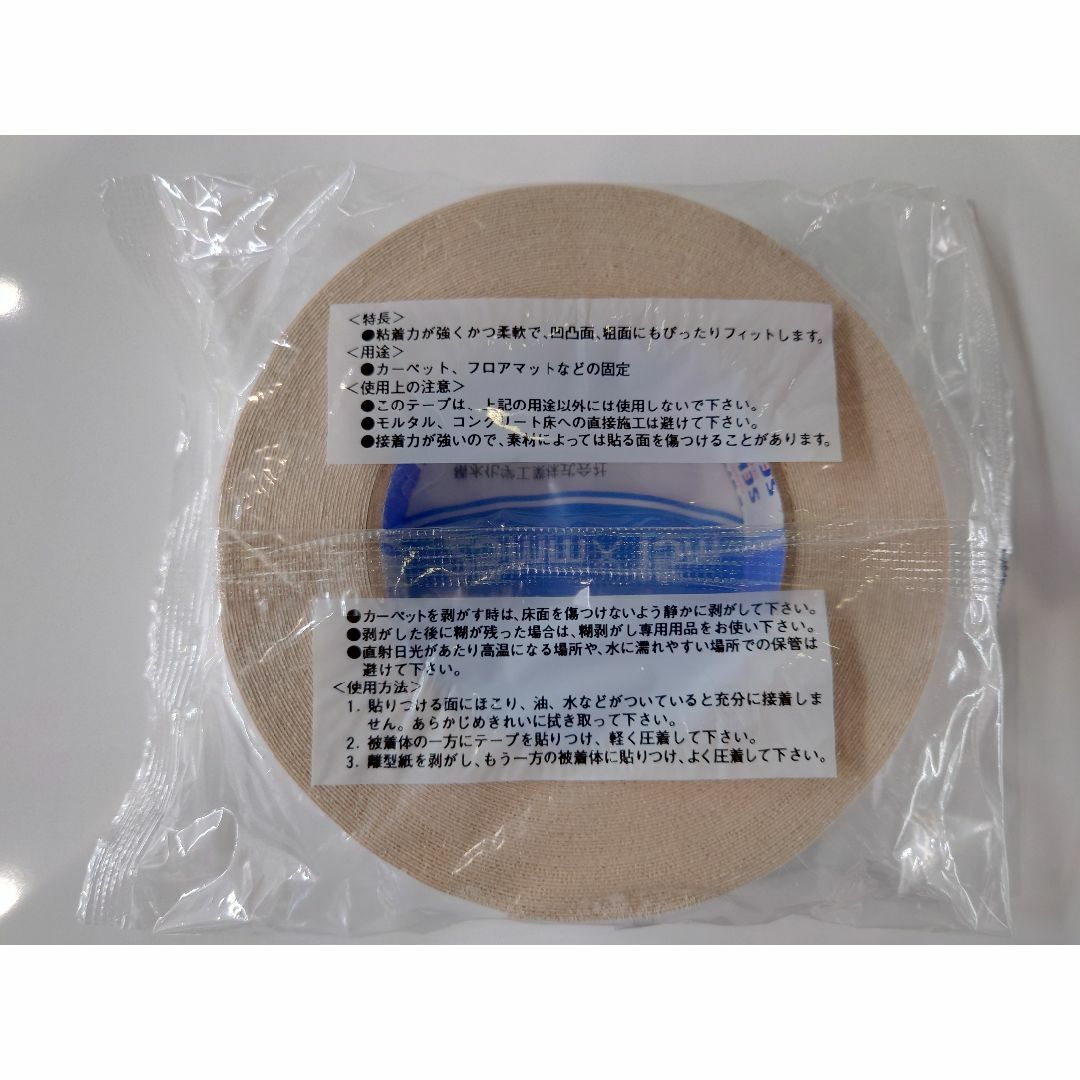 ＜特長＞
●粘着力が強くかつ柔軟で、凹凸面、粗面にもぴったりフィットします。
＜用途＞
●カーペット、フロアマットなどの固定
＜使用上の注意＞
●このテープは、上記の用途以外には使用しないで下さい。
●モルタル、コンクリート床への直接施工は避けて下さい。
●接着力が強いので、素材によっては貼る面を傷つけることがあります。
積水化学工業株式会社
●カーペットを剥がす時は、床面を傷つけないよう静かに剥がして下さい。
●剥がした後に糊が残った場合は、糊剥がし専用用品をお使い下さい。
●直射日光があたり高温になる場所や、水に濡れやすい場所での保管は
避けて下さい。
＜使用方法＞
1. 貼りつける面にほこり、油、水などがついていると充分に接着しま
せん。あらかじめきれいに拭き取って下さい。
2. 被着体の一方にテープを貼りつけ、軽く圧着して下さい。
3. 離型紙を剥がし、もう一方の被着体に貼りつけ、よく圧着して下さい。